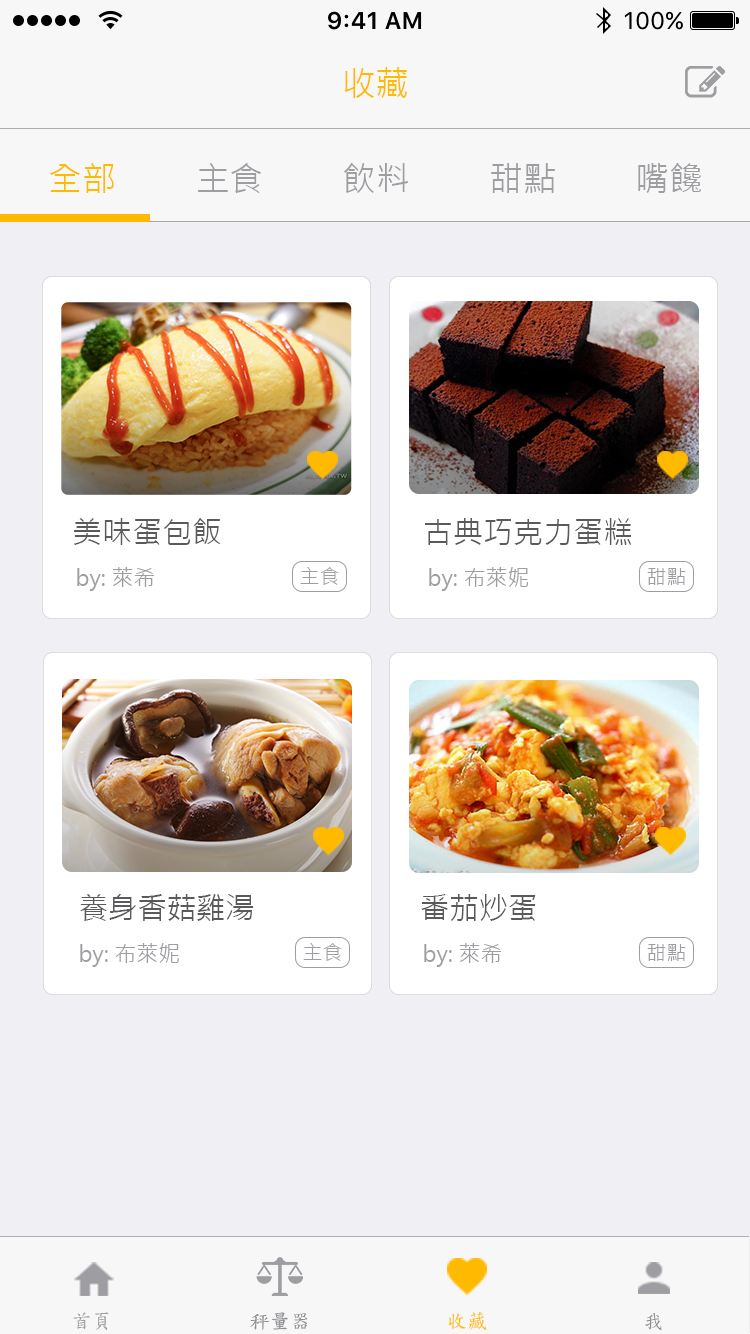 9:41 AM 100%
收藏
全部 主食 飲料 甜點 嘴饞
美味蛋包飯
by: 萊希 主食
古典巧克力蛋糕
by: 布萊妮 甜點
養身香菇雞湯
by: 布萊妮 主食
番茄炒蛋
by: 萊希 甜點
首頁 秤量器 收藏 我